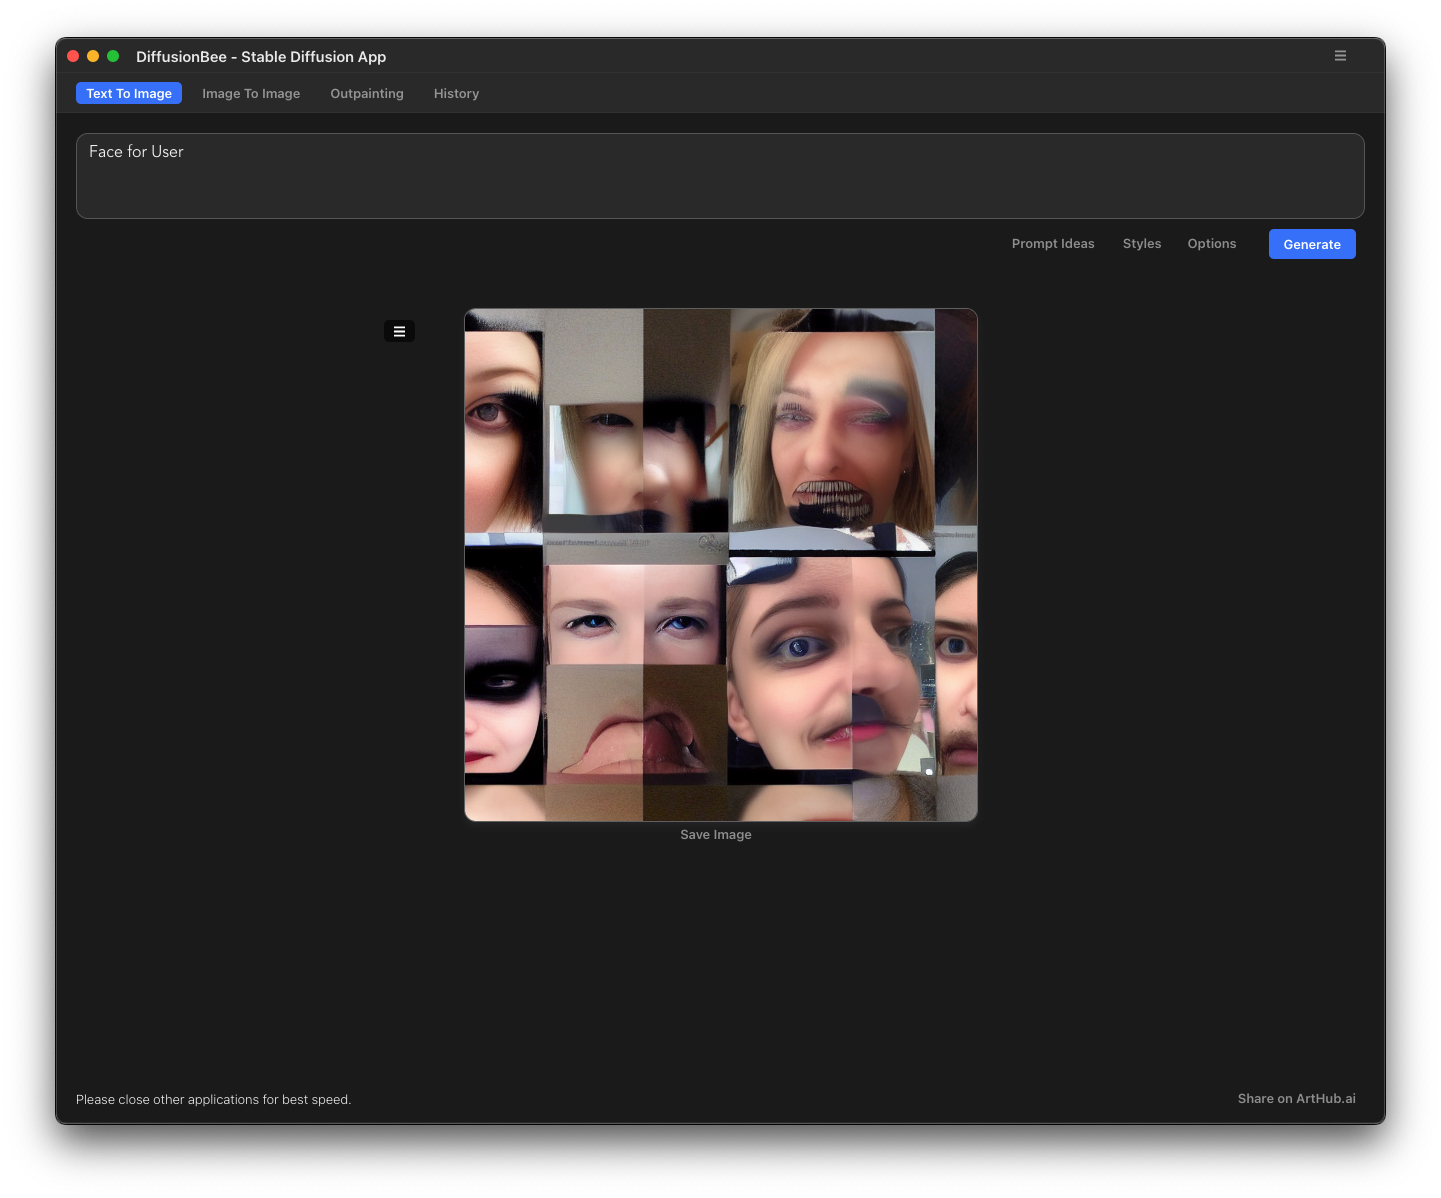 DiffusionBee - Stable Diffusion App
Text To Image
Image To Image
Outpainting
History
Face for User
Prompt Ideas
Styles
Options
Generate
Save Image
Please close other applications for best speed.
Share on ArtHub.ai